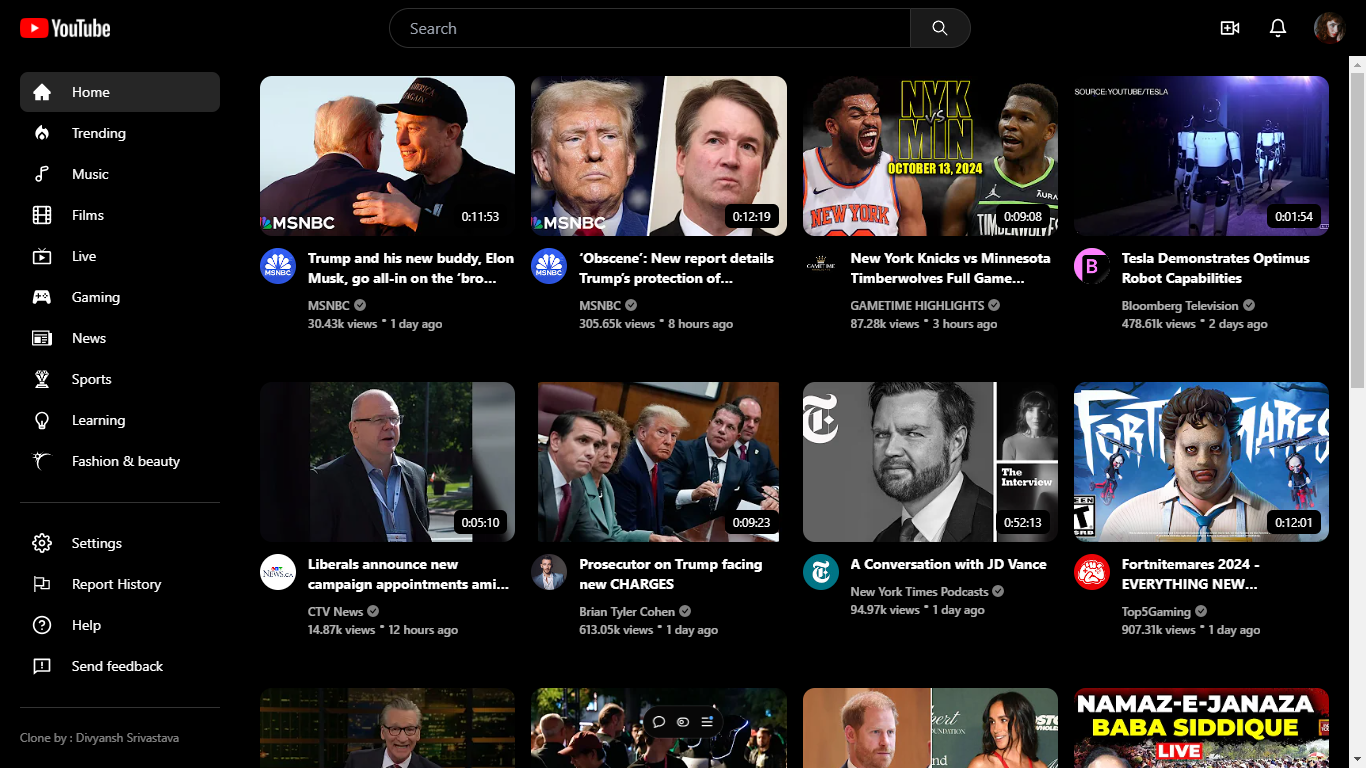 YouTube
Search
Home
Trending
Music
Films
Live
Gaming
News
Sports
Learning
Fashion & beauty
Settings
Report History
Help
Send feedback
Clone by : Divyansh Srivastava
AMERICA
AGAIN
MSNBC
0:11:53
MSNBC
Trump and his new buddy, Elon
Musk, go all-in on the ‘bro...
MSNBC
30.43k views • 1 day ago
MSNBC
0:12:19
MSNBC
‘Obscene’: New report details
Trump’s protection of...
MSNBC
305.65k views • 8 hours ago
NYK
VS
MIN
OCTOBER 13, 2024
NEW YORK
AURA
TIMBERWOLVES
0:09:08
GAMETIME
New York Knicks vs Minnesota
Timberwolves Full Game...
GAMETIME HIGHLIGHTS
87.28k views • 3 hours ago
SOURCE: YOUTUBE/TESLA
0:01:54
B
Tesla Demonstrates Optimus
Robot Capabilities
Bloomberg Television
478.61k views • 2 days ago
0:05:10
NEWS.CA
Liberals announce new
campaign appointments ami...
CTV News
14.87k views • 12 hours ago
0:09:23
Prosecutor on Trump facing
new CHARGES
Brian Tyler Cohen
613.05k views • 1 day ago
T
The
Interview
0:52:13
T
A Conversation with JD Vance
New York Times Podcasts
94.97k views • 1 day ago
FORTNITEMARES
T
0:12:01
Fortnitemares 2024 -
EVERYTHING NEW...
Top5Gaming
907.31k views • 1 day ago
NAMAZ-E-JANAZA
BABA SIDDIQUE
LIVE